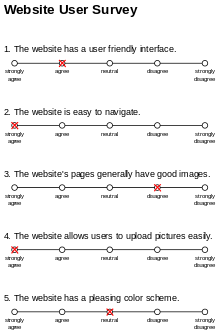 Website User Survey
1. The website has a user friendly interface.
strongly agree agree neutral disagree strongly disagree
2. The website is easy to navigate.
strongly agree agree neutral disagree strongly disagree
3. The website's pages generally have good images.
strongly agree agree neutral disagree strongly disagree
4. The website allows users to upload pictures easily.
strongly agree agree neutral disagree strongly disagree
5. The website has a pleasing color scheme.
strongly agree agree neutral disagree strongly disagree